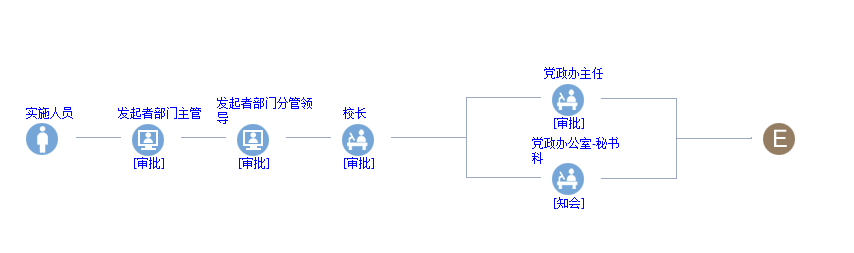 实施人员
发起者部门主管
[审批]
发起者部门分管领
导
[审批]
校长
[审批]
党政办主任
[审批]
党政办公室-秘书
科
[知会]
E